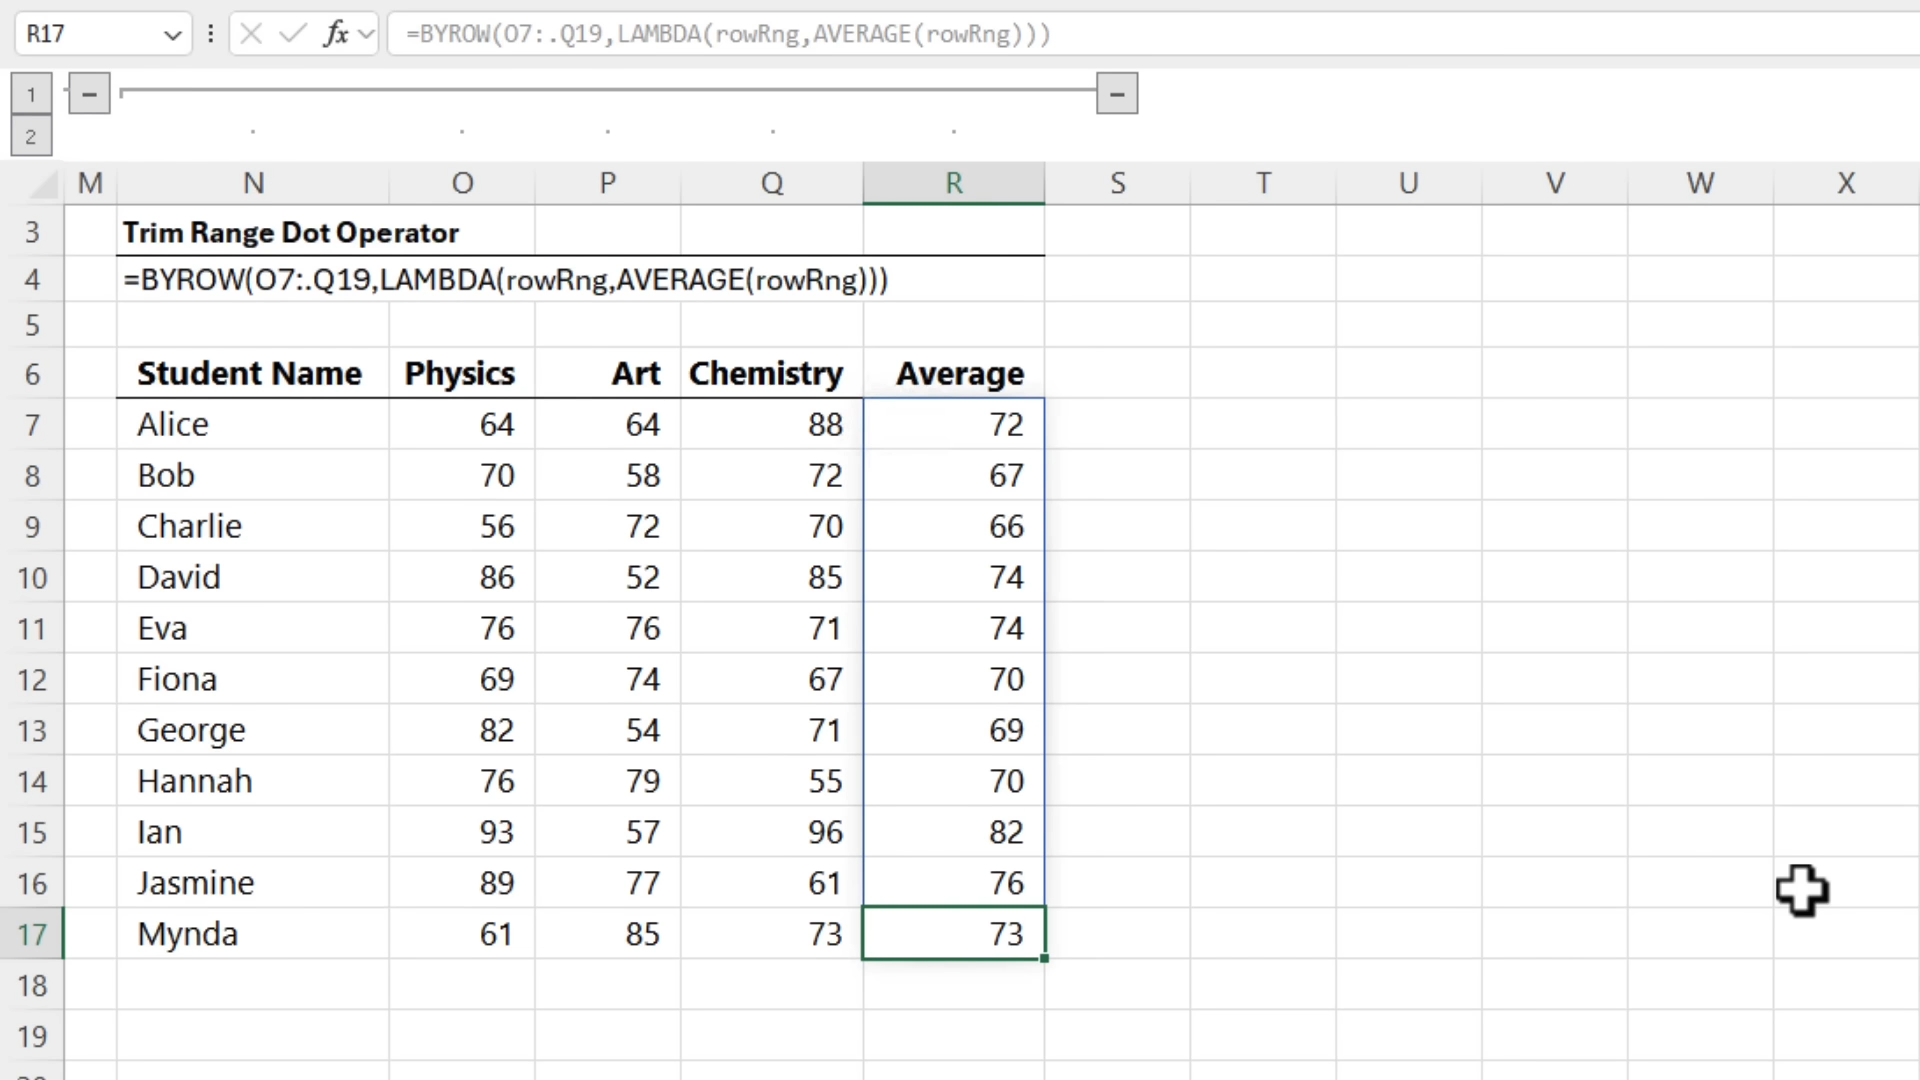 R17 fx =BYROW(O7:.Q19,LAMBDA(rowRng,AVERAGE(rowRng)))
1
2
M N O P Q R S T U V W X
3 Trim Range Dot Operator
4 =BYROW(O7:.Q19,LAMBDA(rowRng,AVERAGE(rowRng)))
5
6 Student Name Physics Art Chemistry Average
7 Alice 64 64 88 72
8 Bob 70 58 72 67
9 Charlie 56 72 70 66
10 David 86 52 85 74
11 Eva 76 76 71 74
12 Fiona 69 74 67 70
13 George 82 54 71 69
14 Hannah 76 79 55 70
15 Ian 93 57 96 82
16 Jasmine 89 77 61 76
17 Mynda 61 85 73 73
18
19